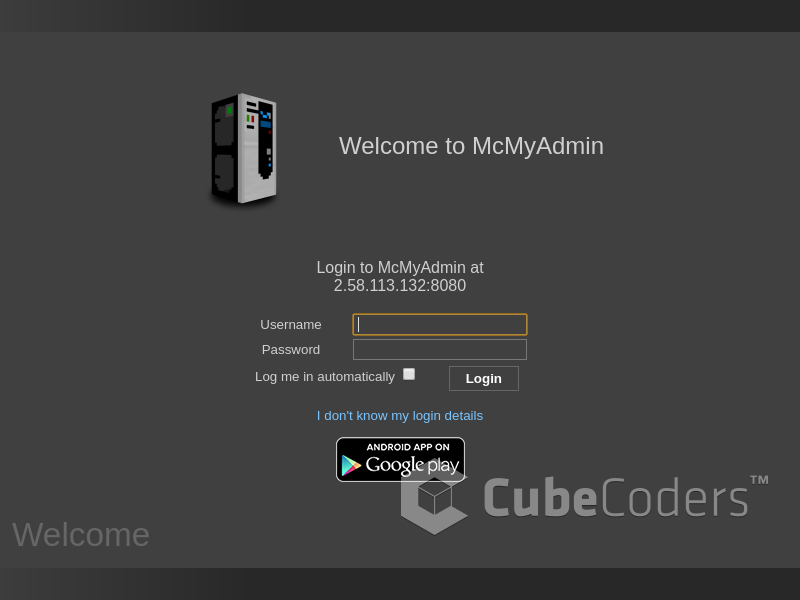 Welcome to McMyAdmin
Login to McMyAdmin at
2.58.113.132:8080
Username
Password
Log me in automatically
Login
I don't know my login details
ANDROID APP ON
Google play
CubeCoders™
Welcome